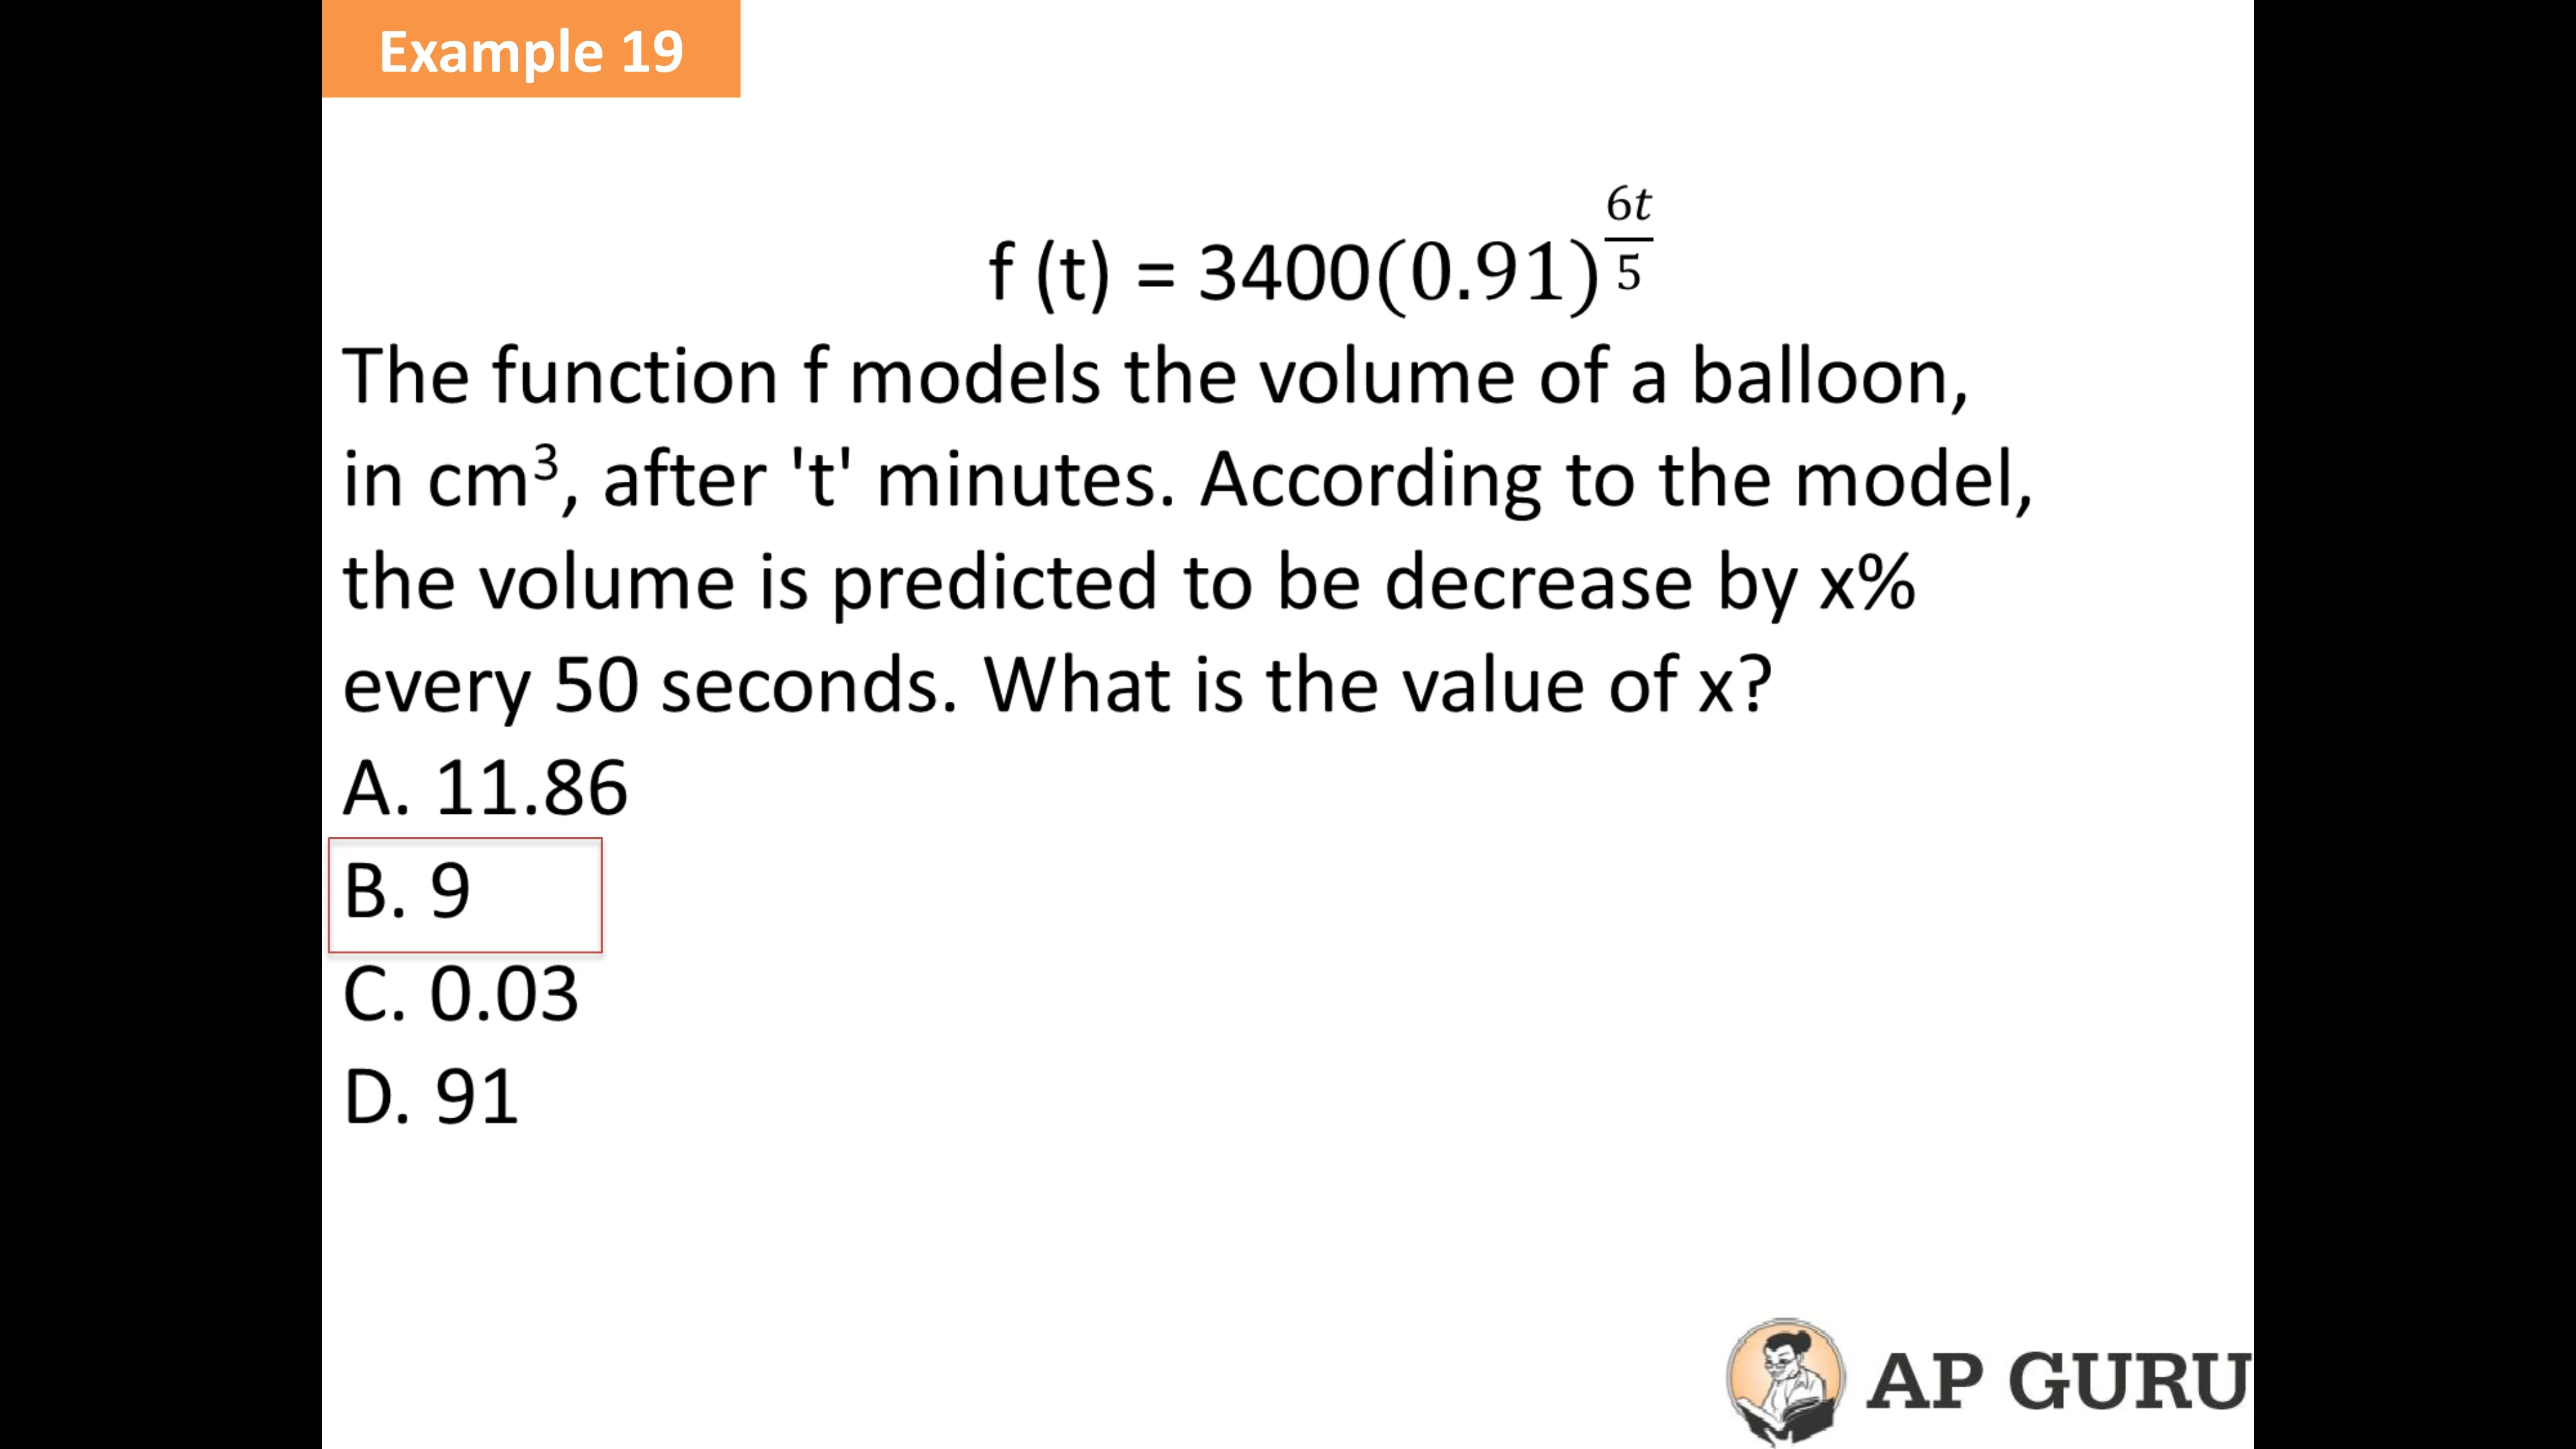 Example 19
f (t) = 3400(0.91)^{\frac{6t}{5}}
The function f models the volume of a balloon,
in cm³, after 't' minutes. According to the model,
the volume is predicted to be decrease by x%
every 50 seconds. What is the value of x?
A. 11.86
B. 9
C. 0.03
D. 91
AP GURU